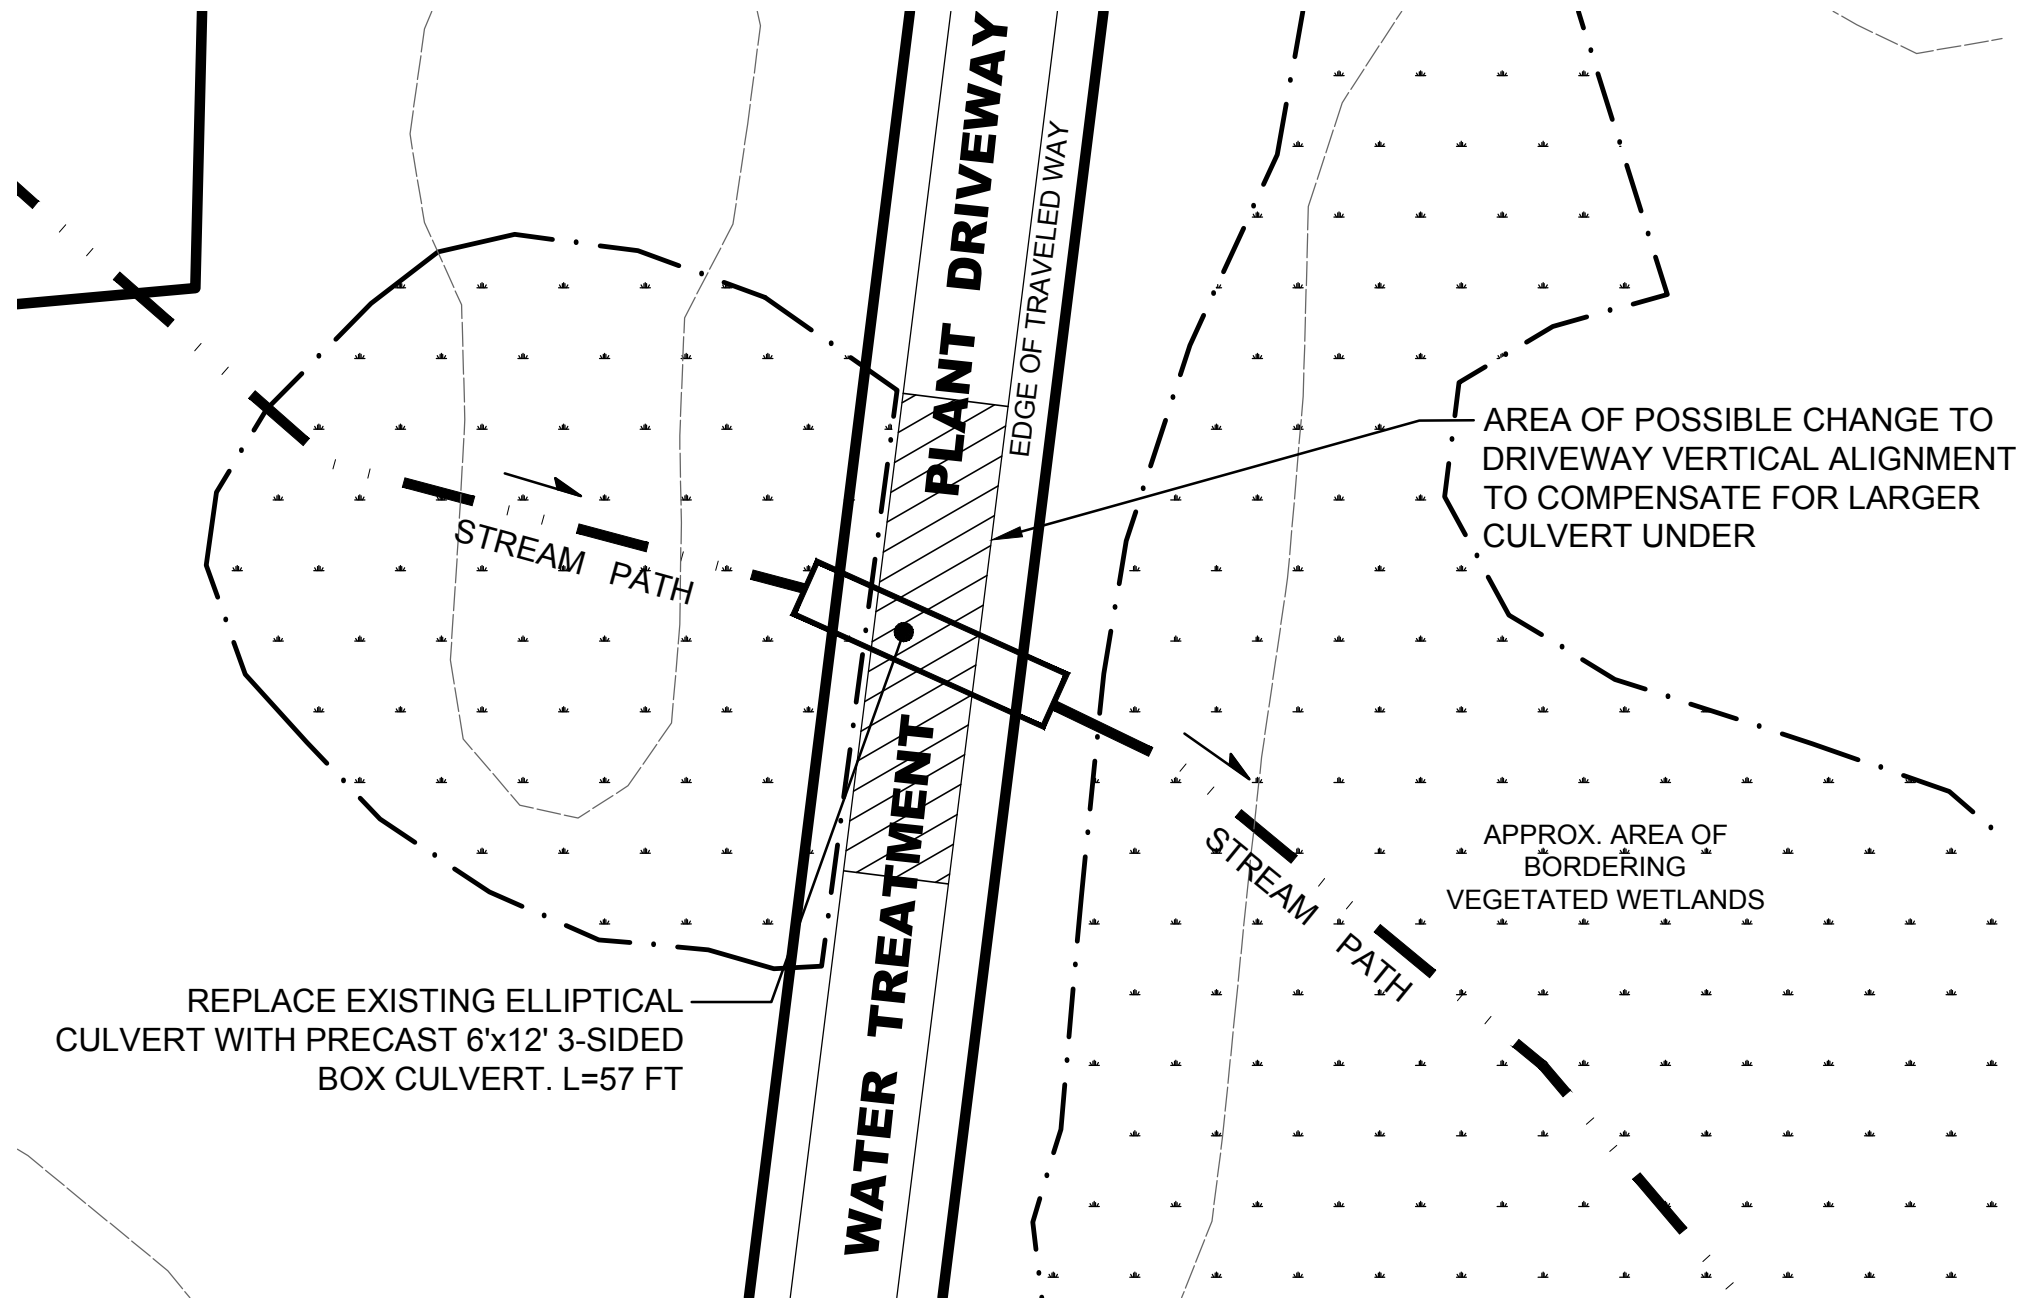 WATER TREATMENT PLANT DRIVEWAY
EDGE OF TRAVELED WAY
AREA OF POSSIBLE CHANGE TO
DRIVEWAY VERTICAL ALIGNMENT
TO COMPENSATE FOR LARGER
CULVERT UNDER
STREAM PATH
STREAM PATH
APPROX. AREA OF
BORDERING
VEGETATED WETLANDS
REPLACE EXISTING ELLIPTICAL
CULVERT WITH PRECAST 6'x12' 3-SIDED
BOX CULVERT. L=57 FT